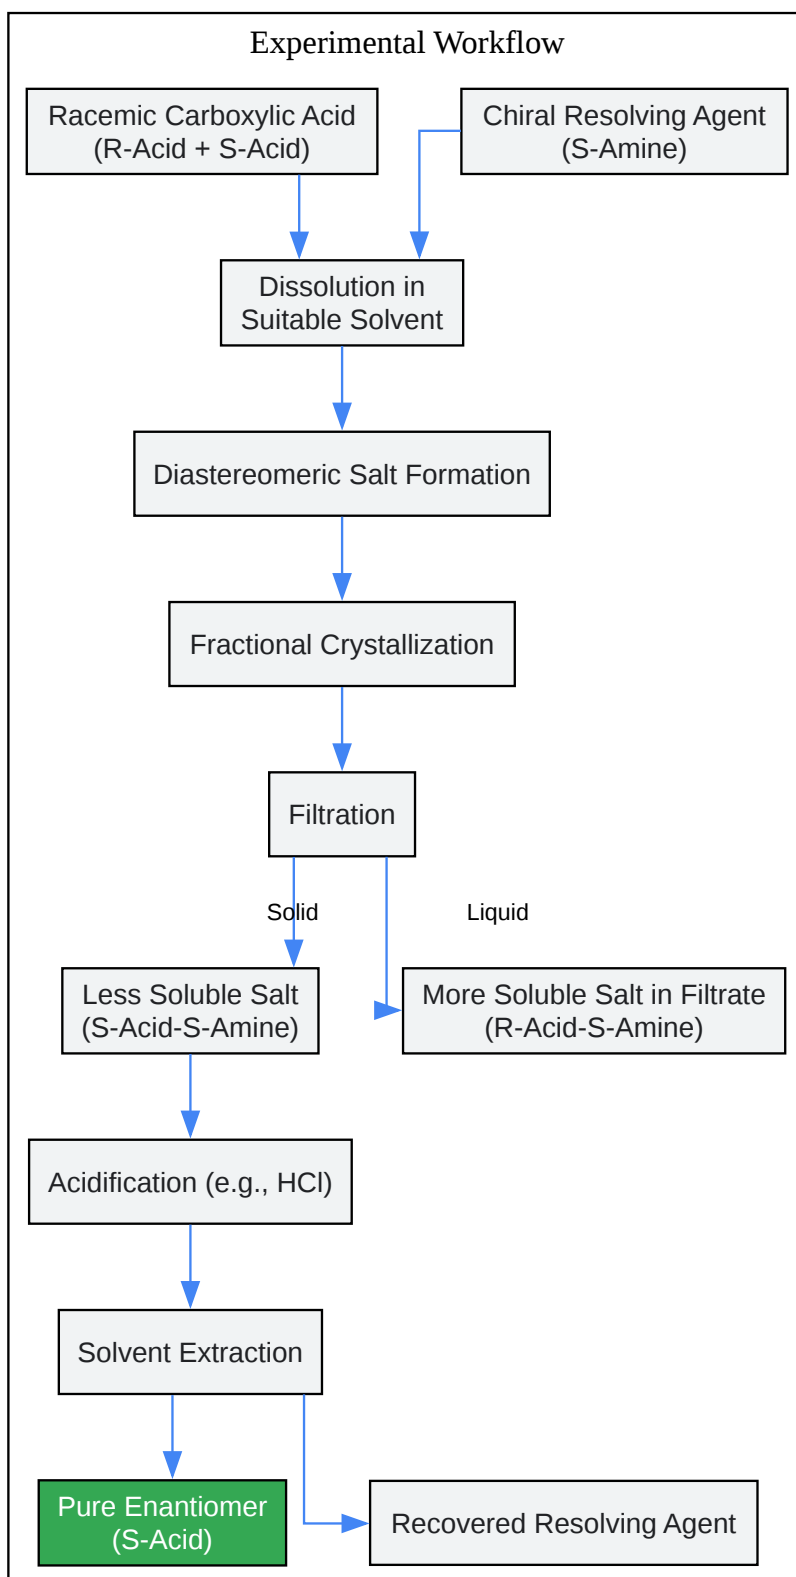 Experimental Workflow
Racemic Carboxylic Acid
(R-Acid + S-Acid)
Chiral Resolving Agent
(S-Amine)
Dissolution in
Suitable Solvent
Diastereomeric Salt Formation
Fractional Crystallization
Filtration
Solid
Liquid
Less Soluble Salt
(S-Acid-S-Amine)
More Soluble Salt in Filtrate
(R-Acid-S-Amine)
Acidification (e.g., HCl)
Solvent Extraction
Pure Enantiomer
(S-Acid)
Recovered Resolving Agent